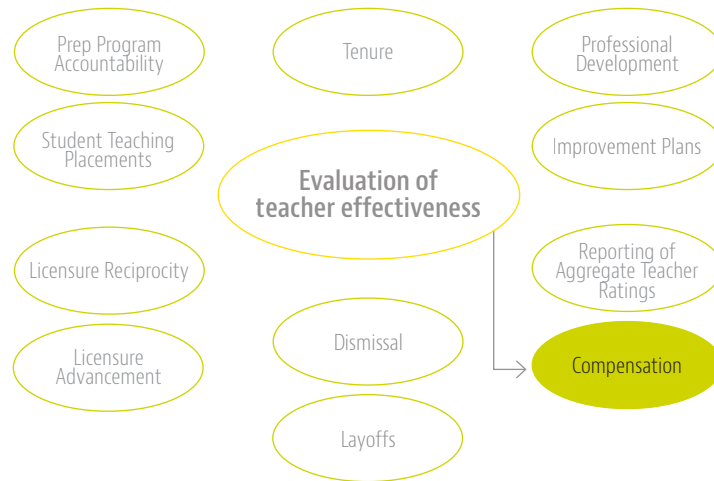 Prep Program
Accountability
Tenure
Professional
Development
Student Teaching
Placements
Improvement Plans
Evaluation of
teacher effectiveness
Licensure Reciprocity
Reporting of
Aggregate Teacher
Ratings
Licensure
Advancement
Dismissal
Compensation
Layoffs